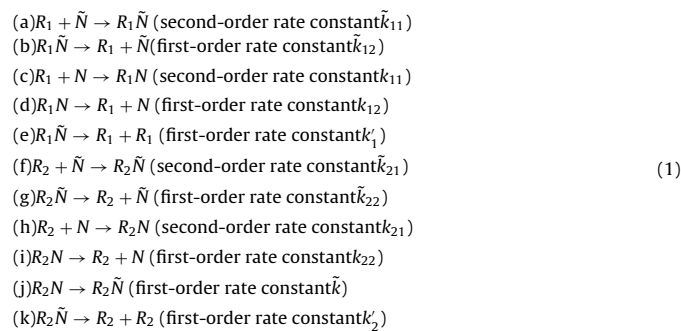 (a)R₁ + Ñ → R₁Ñ (second-order rate constant k̃₁₁)
(b)R₁Ñ → R₁ + Ñ(first-order rate constant k̃₁₂)
(c)R₁ + N → R₁N (second-order rate constant k₁₁)
(d)R₁N → R₁ + N (first-order rate constant k₁₂)
(e)R₁Ñ → R₁ + R₁ (first-order rate constant k′₁)
(f)R₂ + Ñ → R₂Ñ (second-order rate constant k̃₂₁)
(1)
(g)R₂Ñ → R₂ + Ñ (first-order rate constant k̃₂₂)
(h)R₂ + N → R₂N (second-order rate constant k₂₁)
(i)R₂N → R₂ + N (first-order rate constant k₂₂)
(j)R₂N → R₂Ñ (first-order rate constant k̃)
(k)R₂Ñ → R₂ + R₂ (first-order rate constant k′₂)